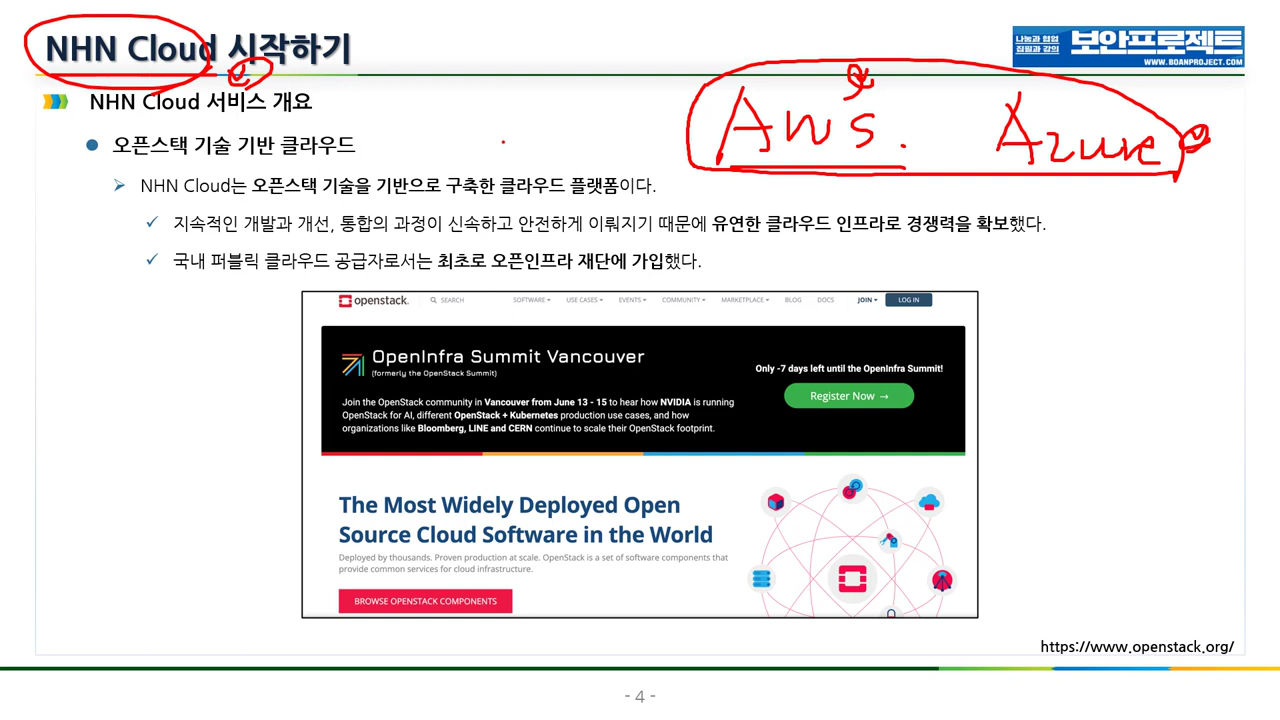 NHN Cloud 시작하기
나눔과 협업
집필과 강의
보안프로젝트
WWW.BOANPROJECT.COM
NHN Cloud 서비스 개요
Aws. Azure
오픈스택 기술 기반 클라우드
NHN Cloud는 오픈스택 기술을 기반으로 구축한 클라우드 플랫폼이다.
지속적인 개발과 개선, 통합의 과정이 신속하고 안전하게 이뤄지기 때문에 유연한 클라우드 인프라로 경쟁력을 확보했다.
국내 퍼블릭 클라우드 공급자로서는 최초로 오픈인프라 재단에 가입했다.
openstack. SEARCH SOFTWARE USE CASES EVENTS COMMUNITY MARKETPLACE BLOG DOCS JOIN LOG IN
OpenInfra Summit Vancouver
(formerly the OpenStack Summit)
Only -7 days left until the OpenInfra Summit!
Register Now →
Join the OpenStack community in Vancouver from June 13 - 15 to hear how NVIDIA is running
OpenStack for AI, different OpenStack + Kubernetes production use cases, and how
organizations like Bloomberg, LINE and CERN continue to scale their OpenStack footprint.
The Most Widely Deployed Open
Source Cloud Software in the World
Deployed by thousands. Proven production at scale. OpenStack is a set of software components that
provide common services for cloud infrastructure.
BROWSE OPENSTACK COMPONENTS
https://www.openstack.org/
- 4 -